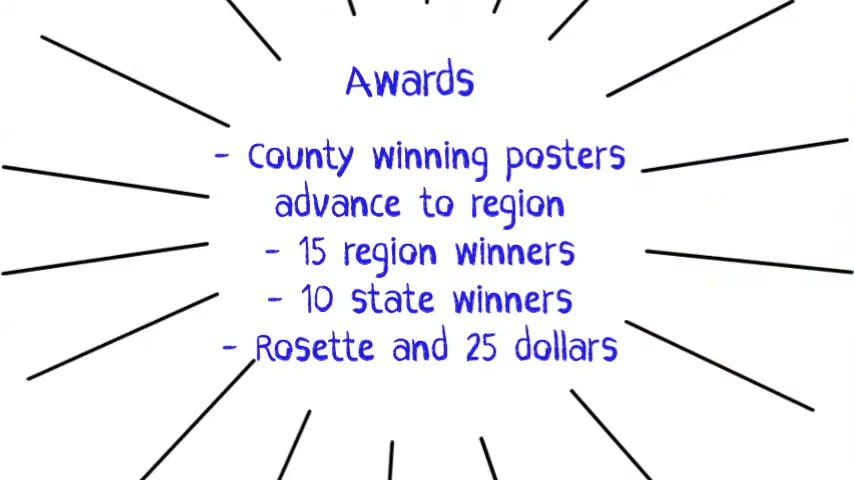 Awards
- County winning posters
advance to region
- 15 region winners
- 10 state winners
- Rosette and 25 dollars